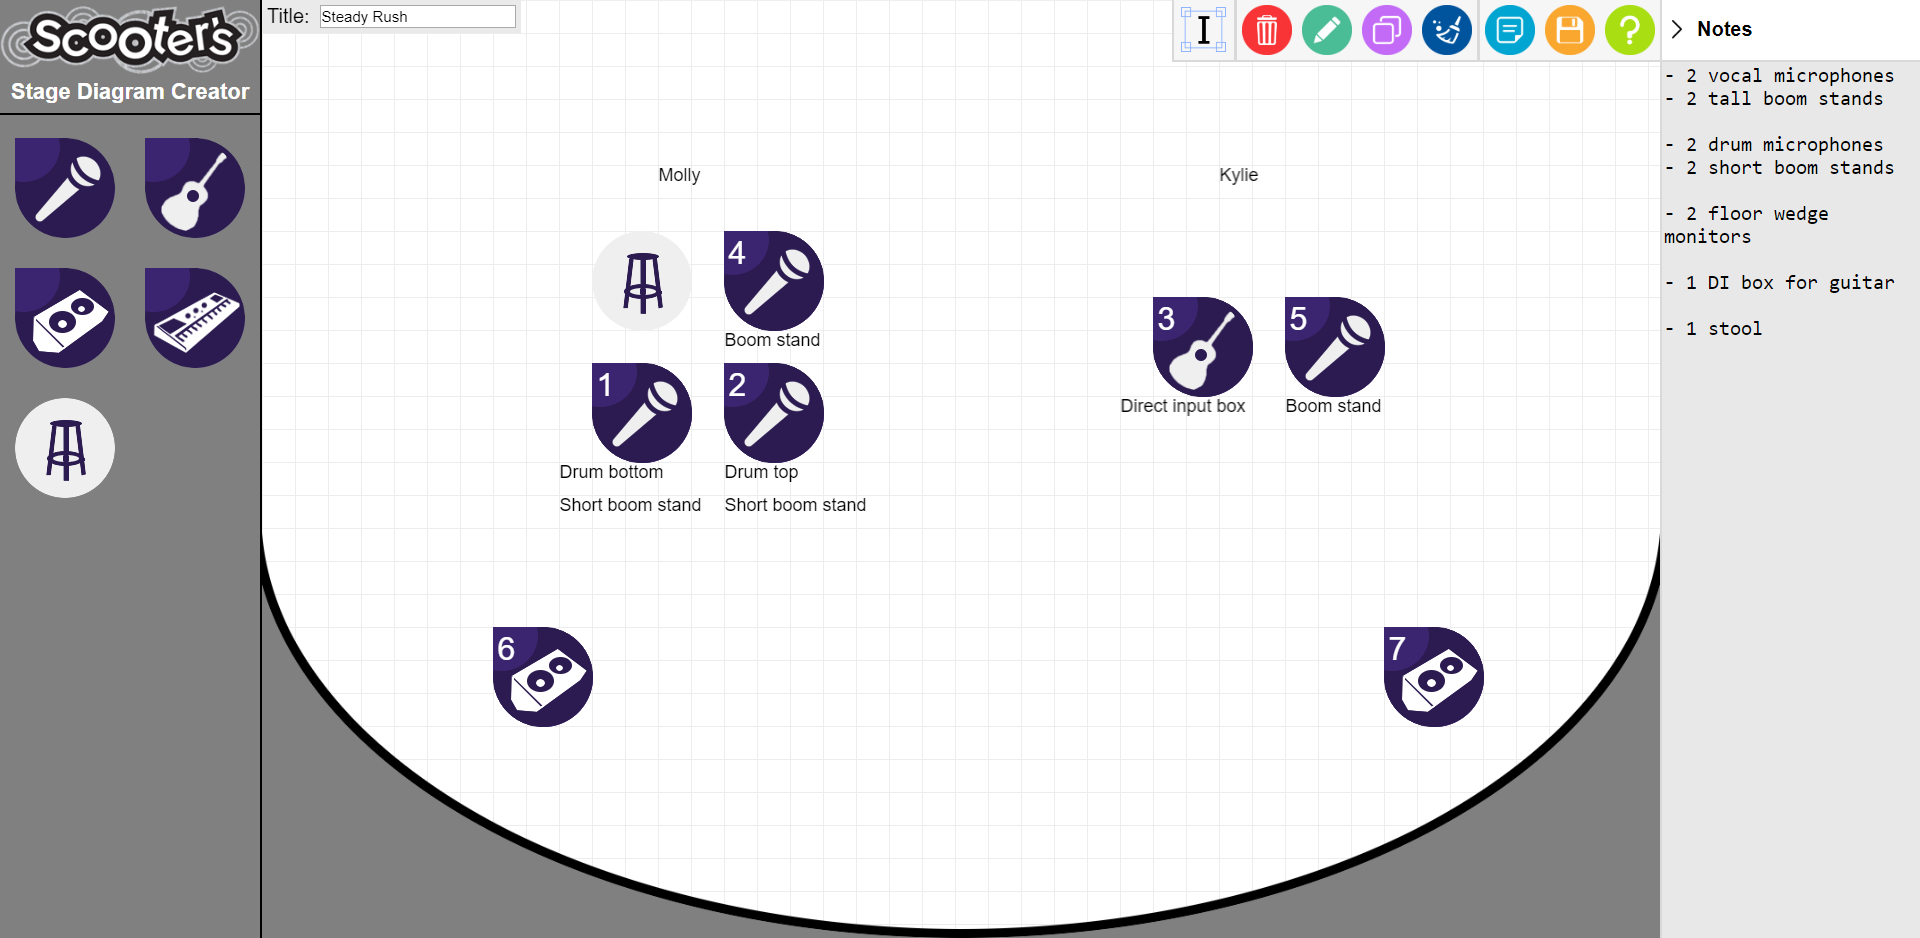 Scooter's
Stage Diagram Creator
Title: Steady Rush
?
Notes
Molly
Kylie
4
Boom stand
3
Direct input box
5
Boom stand
1
Drum bottom
Short boom stand
2
Drum top
Short boom stand
6
7
- 2 vocal microphones
- 2 tall boom stands
- 2 drum microphones
- 2 short boom stands
- 2 floor wedge
monitors
- 1 DI box for guitar
- 1 stool